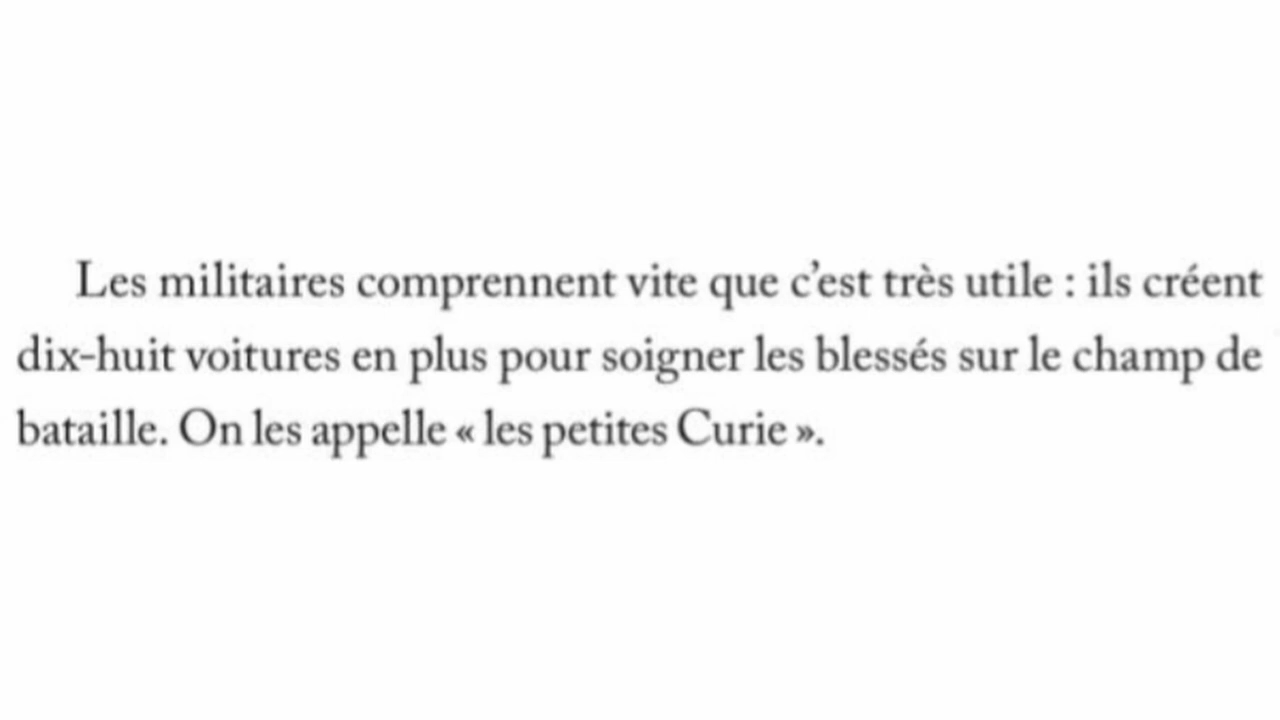 Les militaires comprennent vite que c’est très utile : ils créent
dix-huit voitures en plus pour soigner les blessés sur le champ de
bataille. On les appelle « les petites Curie ».